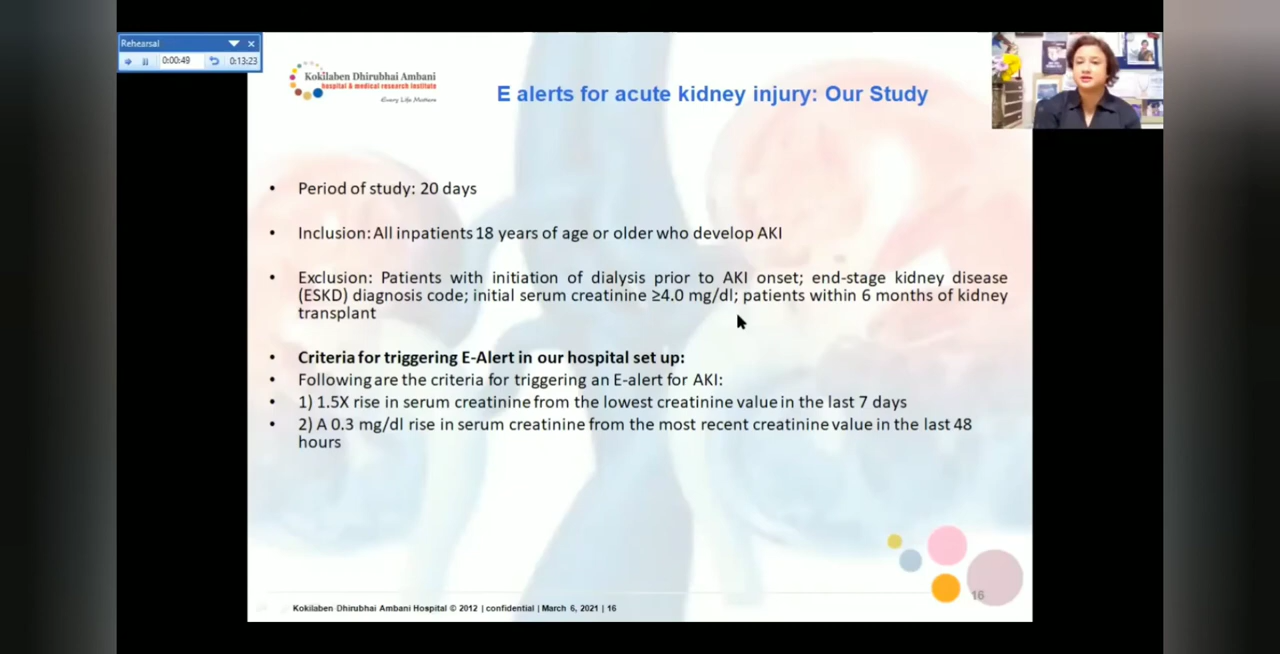 Rehearsal
0:00:49
0:13:23
Kokilaben Dhirubhai Ambani
hospital & medical research institute
Every Life Matters
E alerts for acute kidney injury: Our Study
• Period of study: 20 days
• Inclusion: All inpatients 18 years of age or older who develop AKI
• Exclusion: Patients with initiation of dialysis prior to AKI onset; end-stage kidney disease
(ESKD) diagnosis code; initial serum creatinine ≥4.0 mg/dl; patients within 6 months of kidney
transplant
• Criteria for triggering E-Alert in our hospital set up:
• Following are the criteria for triggering an E-alert for AKI:
• 1) 1.5X rise in serum creatinine from the lowest creatinine value in the last 7 days
• 2) A 0.3 mg/dl rise in serum creatinine from the most recent creatinine value in the last 48
hours
16
Kokilaben Dhirubhai Ambani Hospital © 2012 | confidential | March 6, 2021 | 16